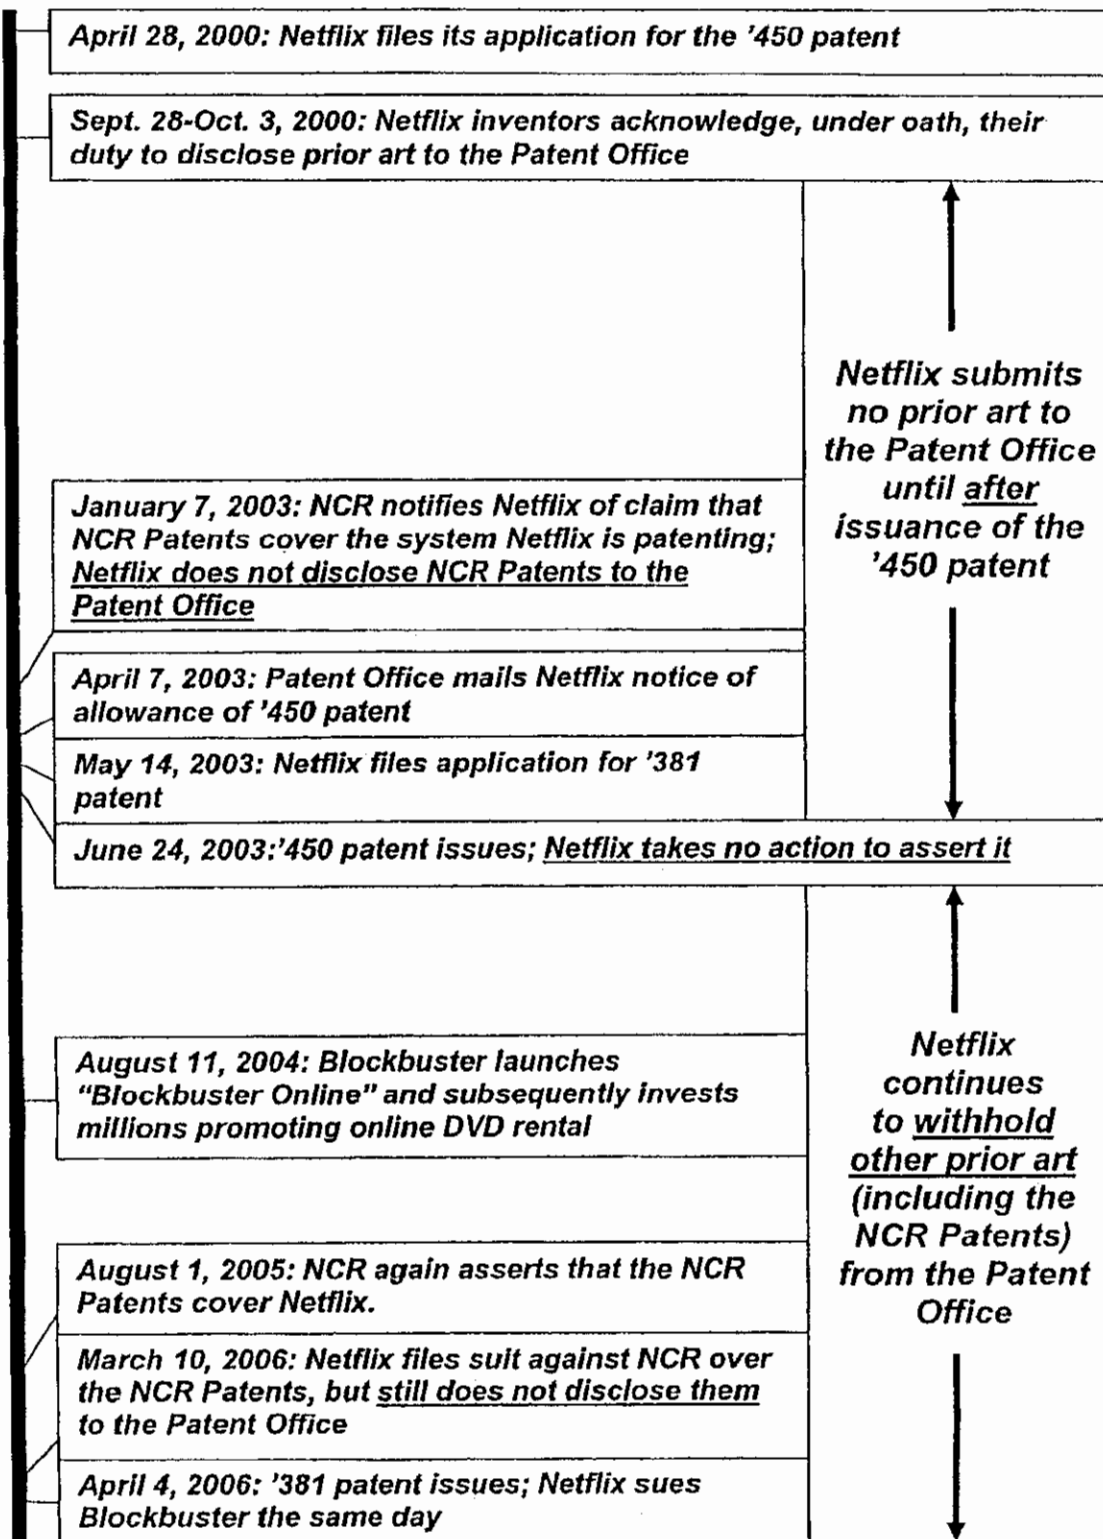 April 28, 2000: Netflix files its application for the ’450 patent
Sept. 28-Oct. 3, 2000: Netflix inventors acknowledge, under oath, their
duty to disclose prior art to the Patent Office
Netflix submits
no prior art to
the Patent Office
until after
issuance of the
’450 patent
January 7, 2003: NCR notifies Netflix of claim that
NCR Patents cover the system Netflix is patenting;
Netflix does not disclose NCR Patents to the
Patent Office
April 7, 2003: Patent Office mails Netflix notice of
allowance of ’450 patent
May 14, 2003: Netflix files application for ’381
patent
June 24, 2003:’450 patent issues; Netflix takes no action to assert it
August 11, 2004: Blockbuster launches
“Blockbuster Online” and subsequently invests
millions promoting online DVD rental
Netflix
continues
to withhold
other prior art
(including the
NCR Patents)
from the Patent
Office
August 1, 2005: NCR again asserts that the NCR
Patents cover Netflix.
March 10, 2006: Netflix files suit against NCR over
the NCR Patents, but still does not disclose them
to the Patent Office
April 4, 2006: ’381 patent issues; Netflix sues
Blockbuster the same day